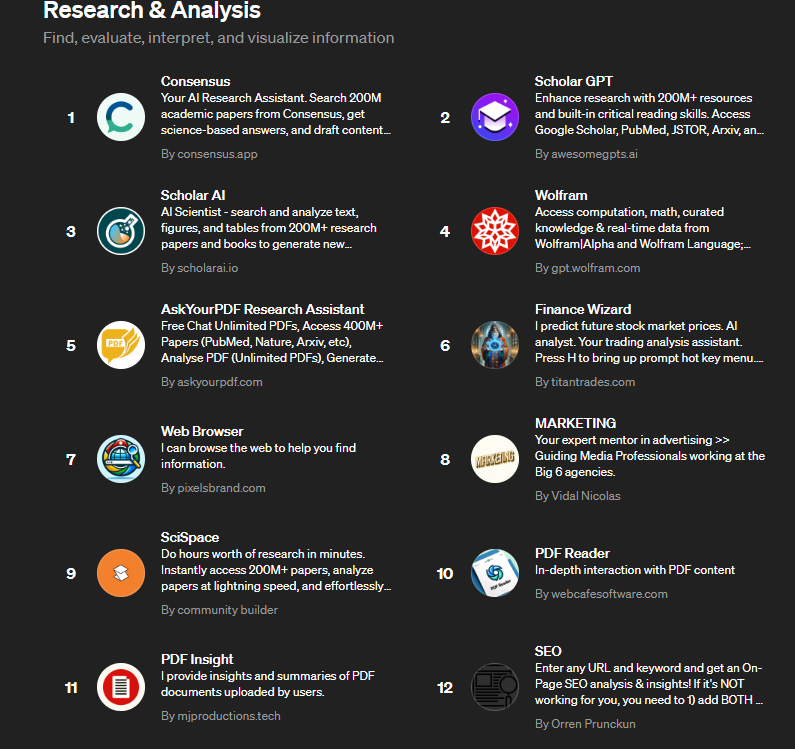 Research & Analysis
Find, evaluate, interpret, and visualize information
1
Consensus
Your AI Research Assistant. Search 200M
academic papers from Consensus, get
science-based answers, and draft content...
By consensus.app
2
Scholar GPT
Enhance research with 200M+ resources
and built-in critical reading skills. Access
Google Scholar, PubMed, JSTOR, Arxiv, an...
By awesomegpts.ai
3
Scholar AI
AI Scientist - search and analyze text,
figures, and tables from 200M+ research
papers and books to generate new...
By scholarai.io
4
Wolfram
Access computation, math, curated
knowledge & real-time data from
Wolfram|Alpha and Wolfram Language;...
By gpt.wolfram.com
5
PDF
AskYourPDF Research Assistant
Free Chat Unlimited PDFs, Access 400M+
Papers (PubMed, Nature, Arxiv, etc),
Analyse PDF (Unlimited PDFs), Generate...
By askyourpdf.com
6
Finance Wizard
I predict future stock market prices. AI
analyst. Your trading analysis assistant.
Press H to bring up prompt hot key menu....
By titantrades.com
7
Web Browser
I can browse the web to help you find
information.
By pixelsbrand.com
8
MARKETING
Your expert mentor in advertising >>
Guiding Media Professionals working at the
Big 6 agencies.
By Vidal Nicolas
9
SciSpace
Do hours worth of research in minutes.
Instantly access 200M+ papers, analyze
papers at lightning speed, and effortlessly...
By community builder
10
PDF Reader
PDF Reader
In-depth interaction with PDF content
By webcafesoftware.com
11
PDF Insight
I provide insights and summaries of PDF
documents uploaded by users.
By mjproductions.tech
12
SEO
Enter any URL and keyword and get an On-
Page SEO analysis & insights! If it's NOT
working for you, you need to 1) add BOTH ...
By Orren Prunckun